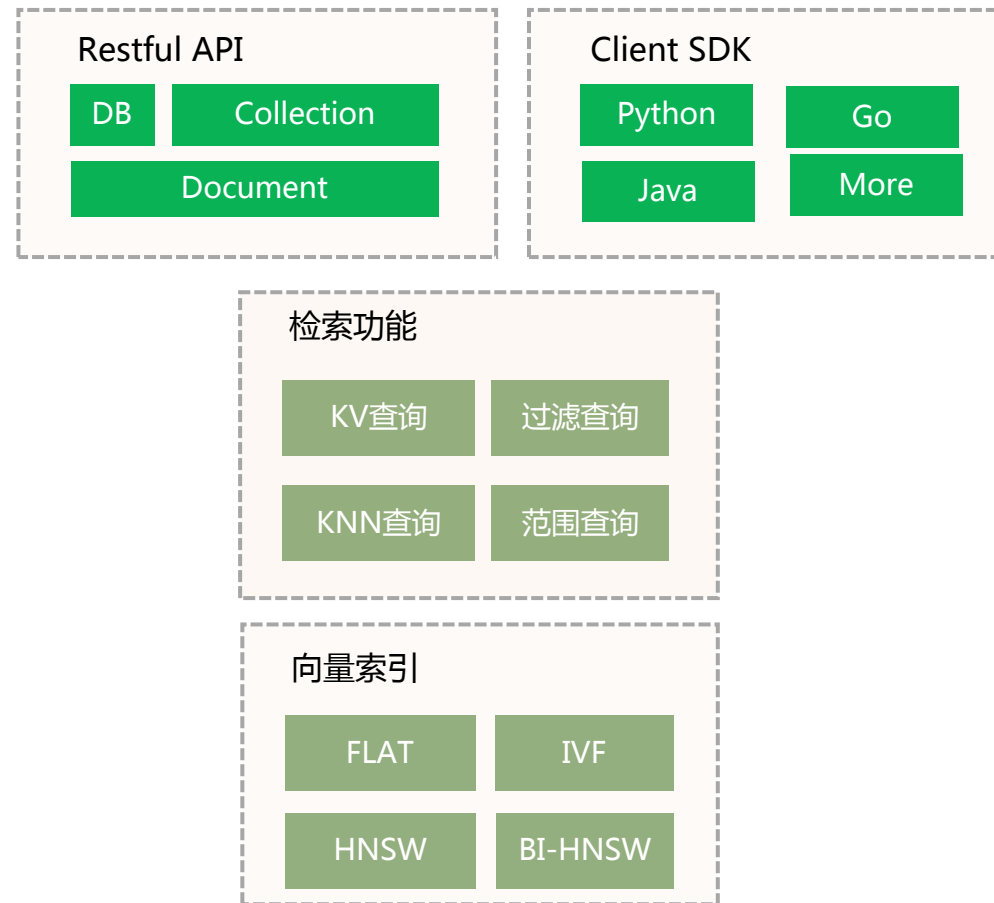 Restful API
DB
Collection
Document
Client SDK
Python
Go
Java
More
检索功能
KV查询
过滤查询
KNN查询
范围查询
向量索引
FLAT
IVF
HNSW
BI-HNSW